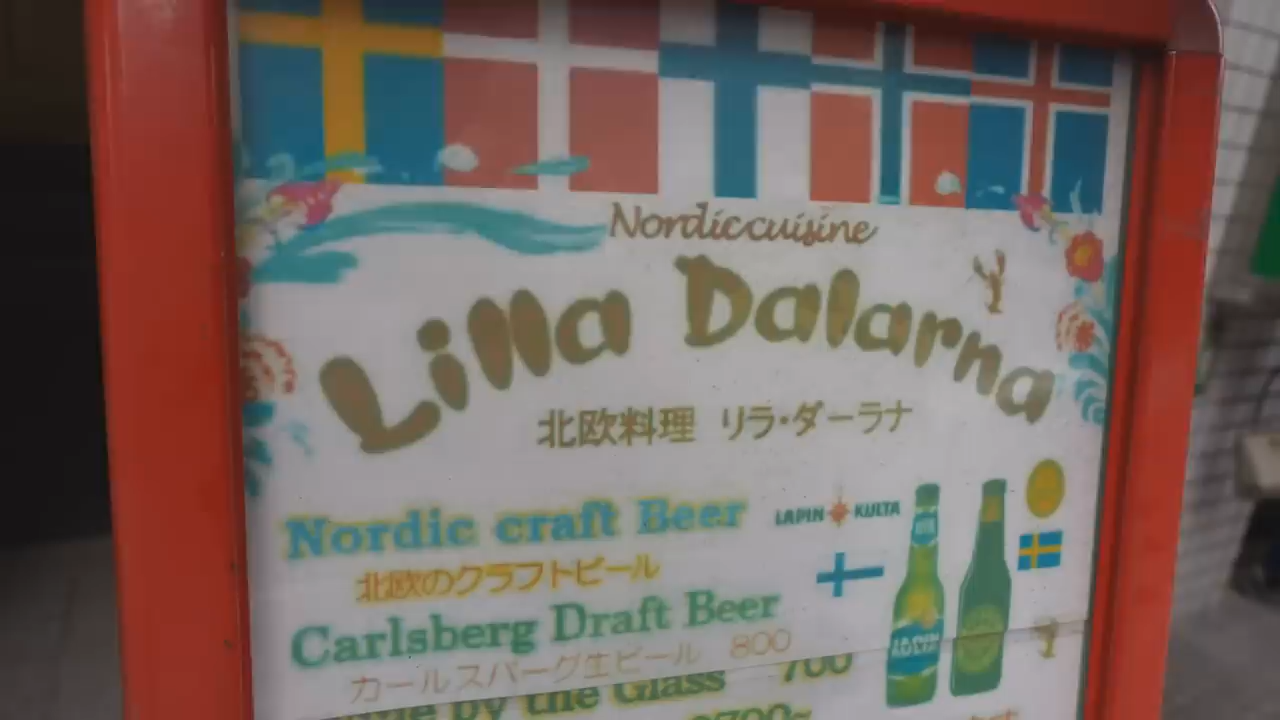 Nordiccuisine
Lilla Dalarna
北欧料理 リラ・ダーラナ
Nordic craft Beer
LAPIN KULTA
北欧のクラフトビール
Carlsberg Draft Beer
カールスバーグ生ビール 800
by the Glass 700
LAPIN
KULTA